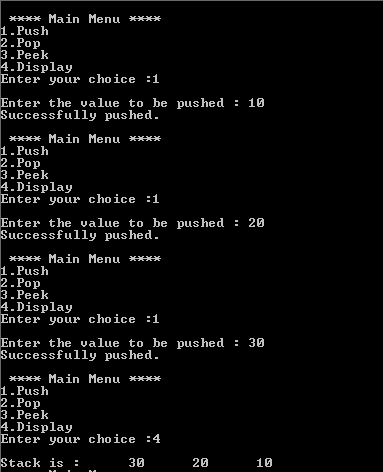 **** Main Menu ****
1.Push
2.Pop
3.Peek
4.Display
Enter your choice :1
Enter the value to be pushed : 10
Successfully pushed.
**** Main Menu ****
1.Push
2.Pop
3.Peek
4.Display
Enter your choice :1
Enter the value to be pushed : 20
Successfully pushed.
**** Main Menu ****
1.Push
2.Pop
3.Peek
4.Display
Enter your choice :1
Enter the value to be pushed : 30
Successfully pushed.
**** Main Menu ****
1.Push
2.Pop
3.Peek
4.Display
Enter your choice :4
Stack is : 30 20 10